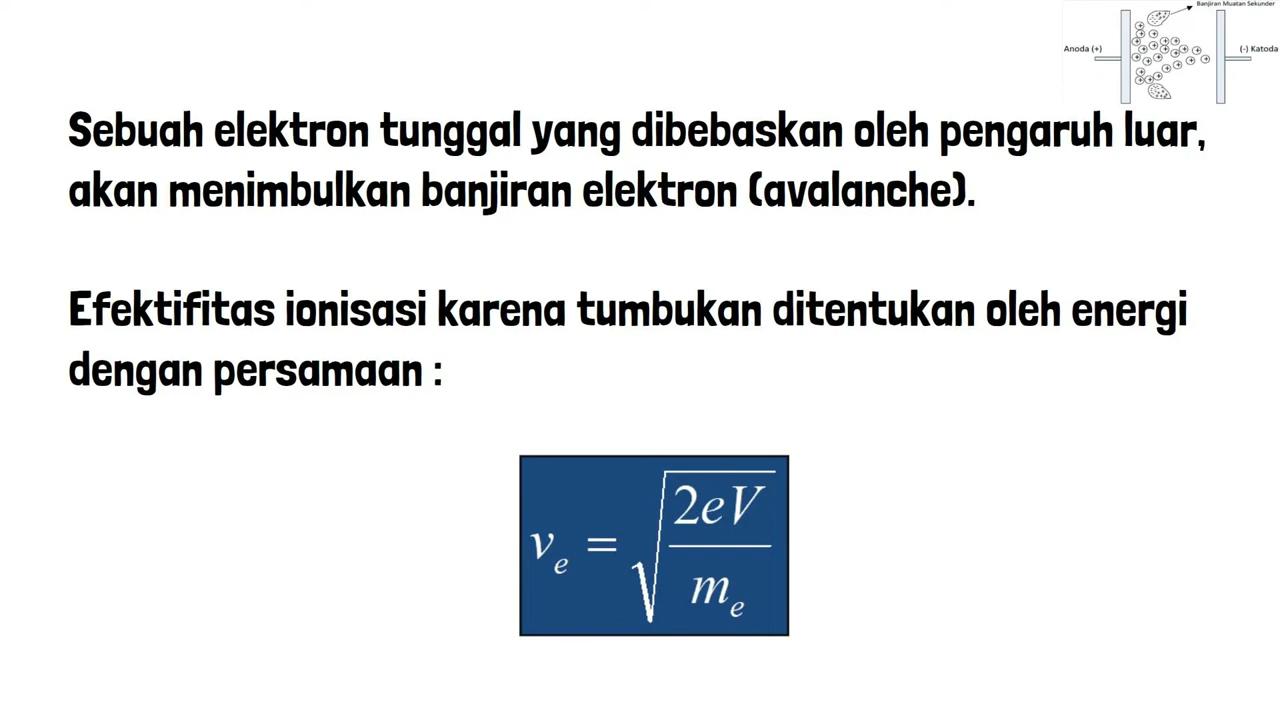 Banjiran Muatan Sekunder
Anoda (+)
(-) Katoda
Sebuah elektron tunggal yang dibebaskan oleh pengaruh luar,
akan menimbulkan banjiran elektron (avalanche).
Efektifitas ionisasi karena tumbukan ditentukan oleh energi
dengan persamaan :
v_e = √(2eV / m_e)